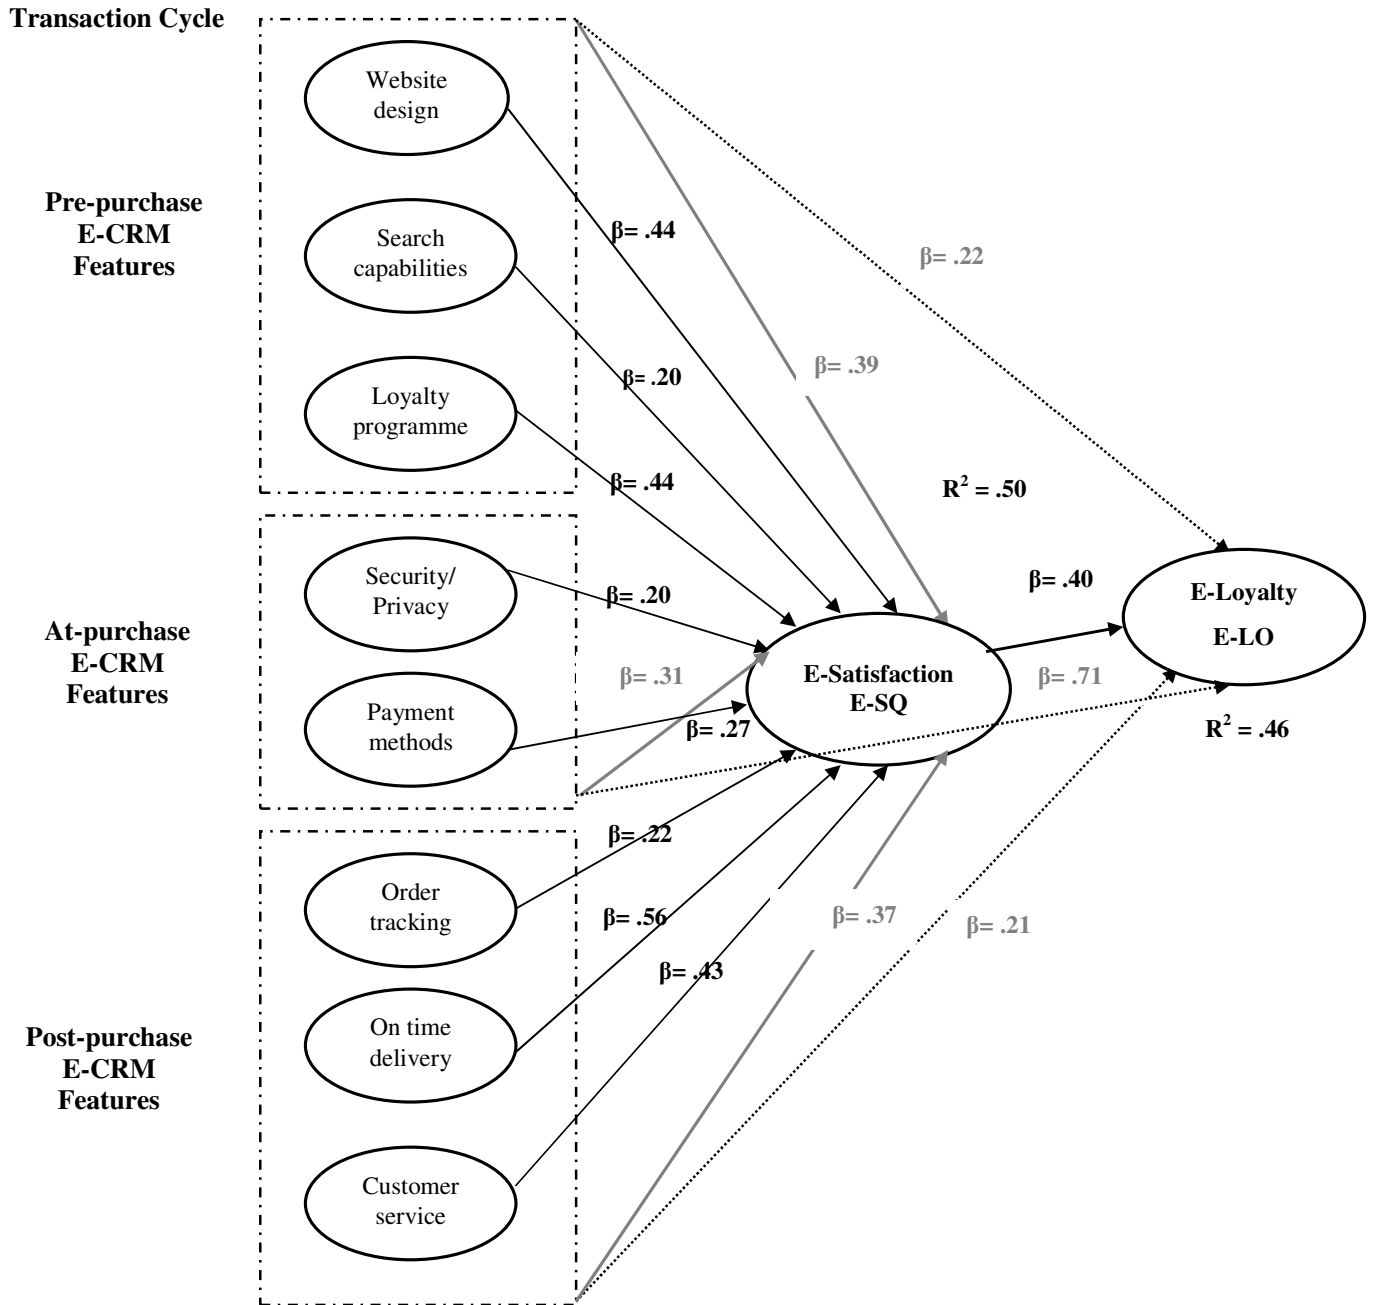 Transaction Cycle
Website
design
Pre-purchase
E-CRM
Features
Search
capabilities
Loyalty
programme
β= .44
β= .22
β= .39
β= .20
β= .44
R² = .50
Security/
Privacy
At-purchase
E-CRM
Features
Payment
methods
β= .20
β= .31
β= .27
β= .40
E-Loyalty
E-LO
E-Satisfaction
E-SQ
β= .71
R² = .46
Order
tracking
On time
delivery
Post-purchase
E-CRM
Features
Customer
service
β= .22
β= .56
β= .37
β= .21
β= .43